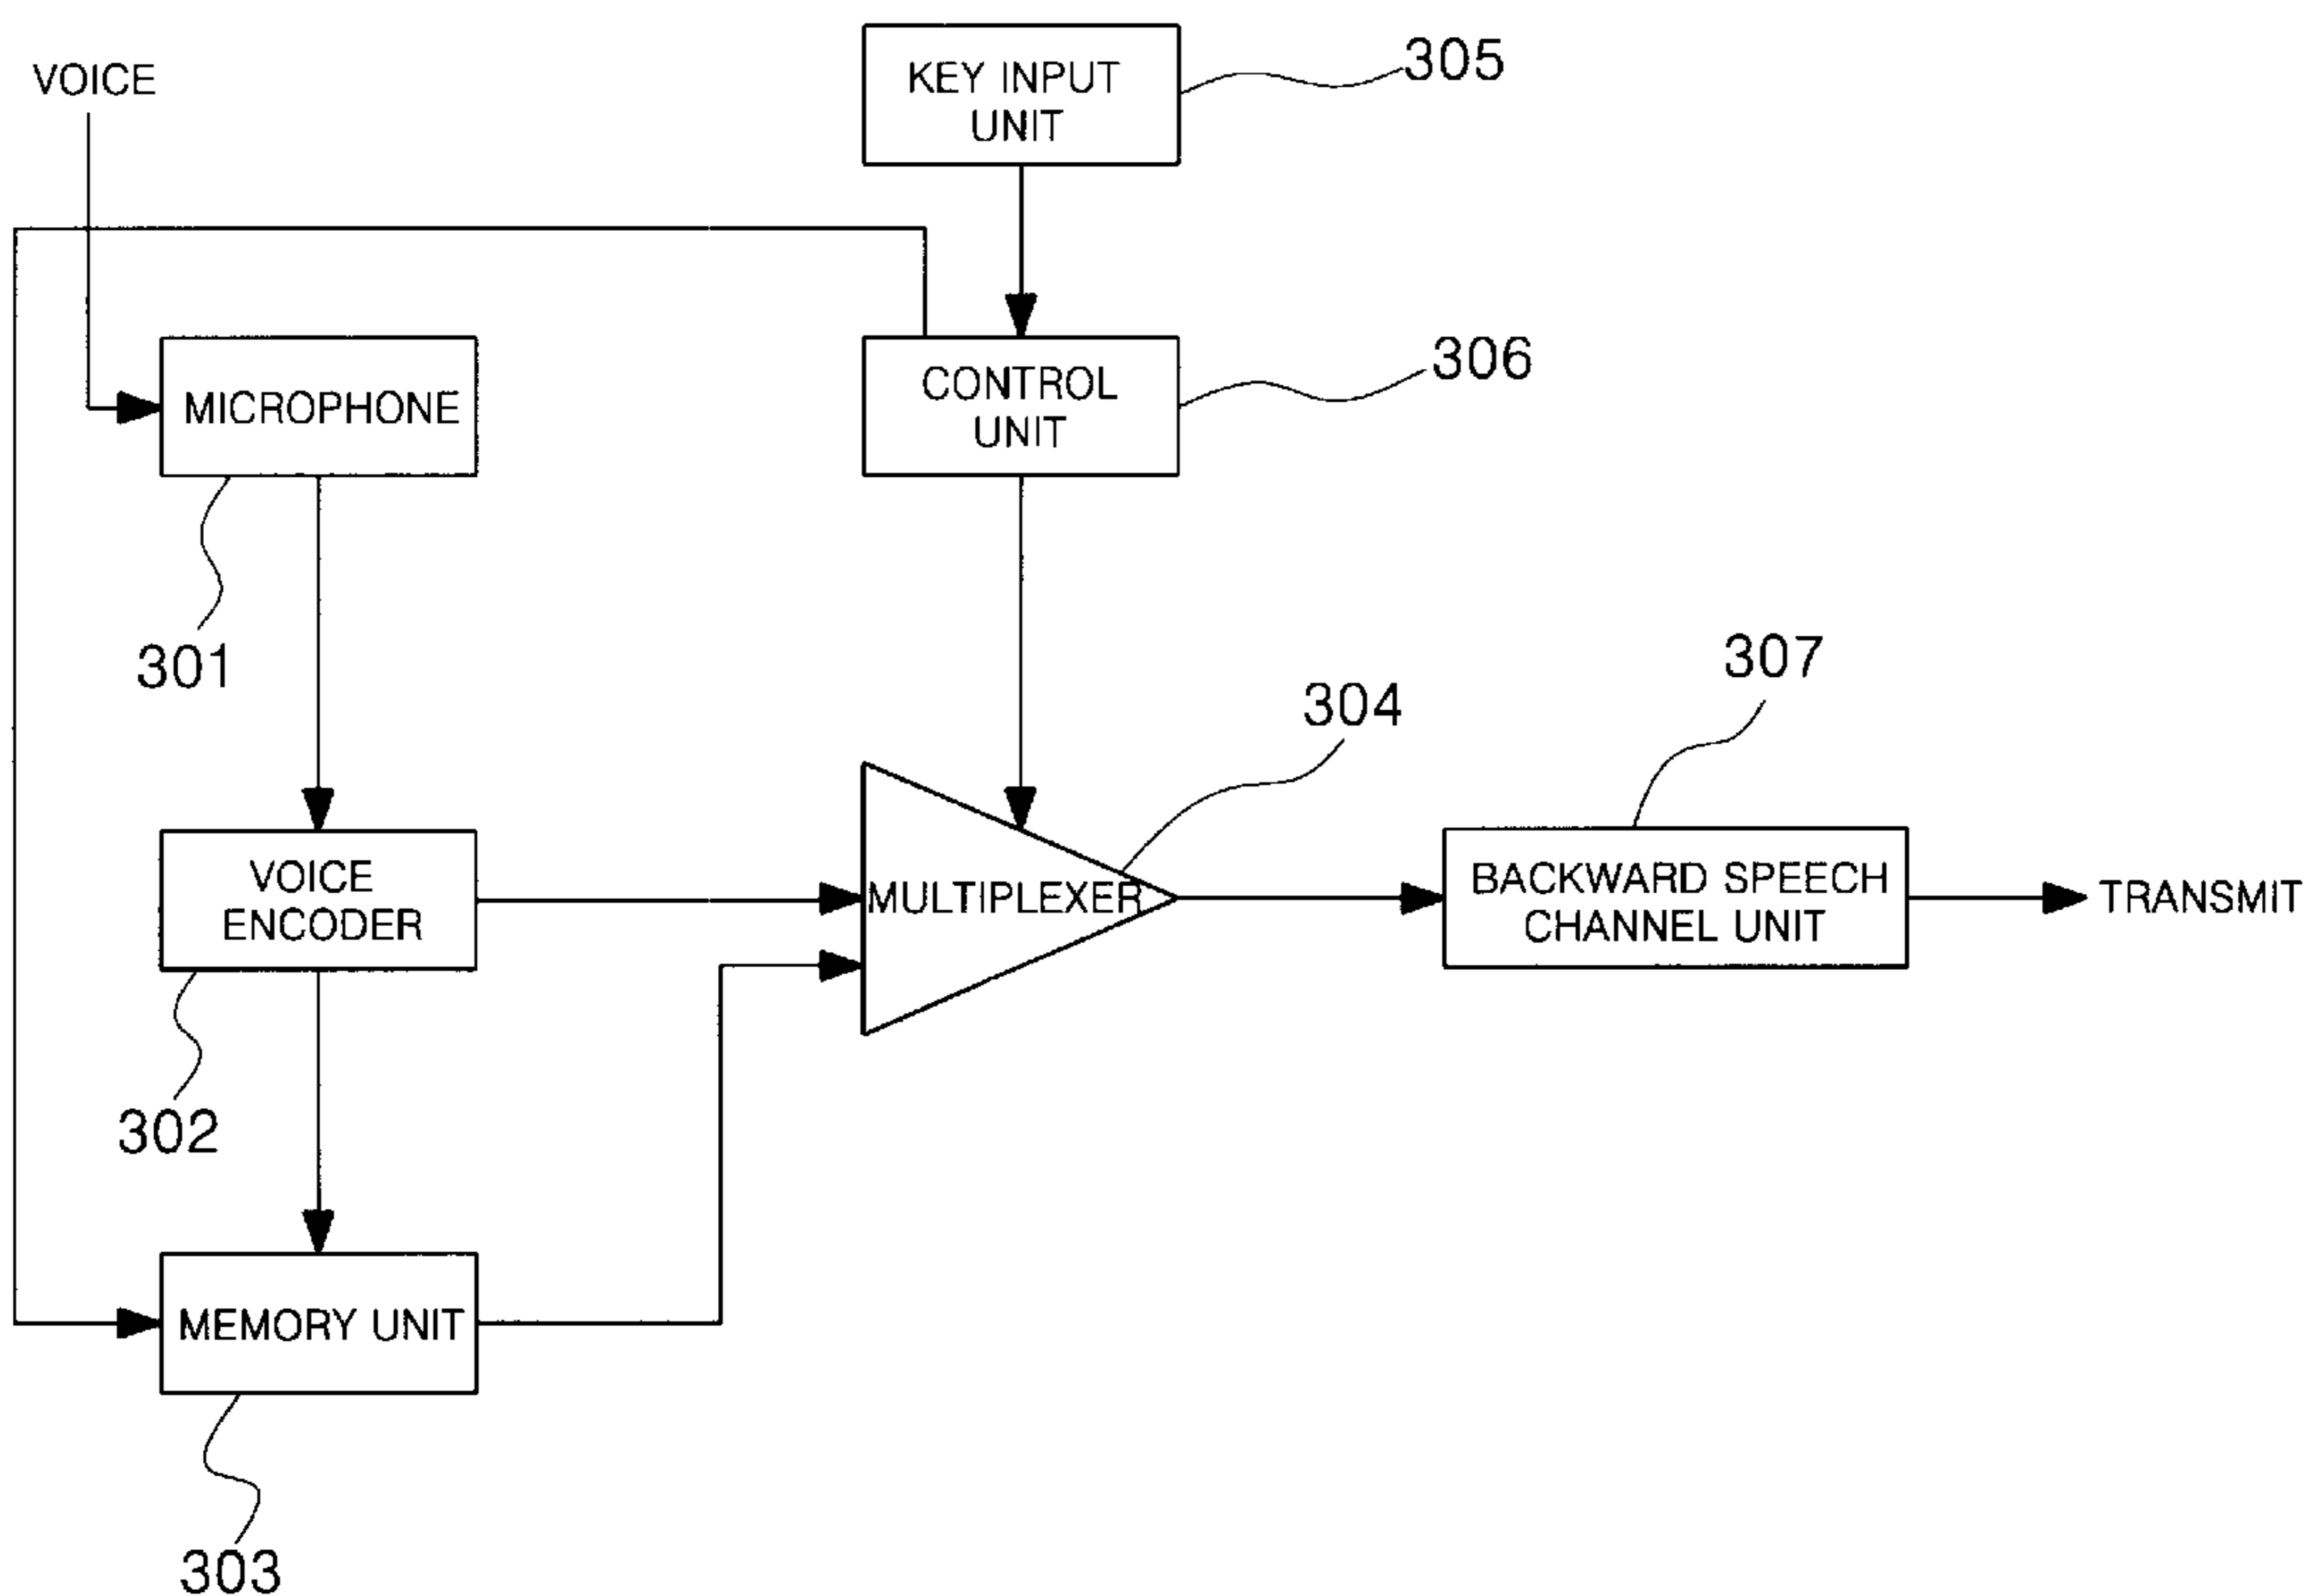 KEY INPUT
UNIT
305
VOICE
CONTROL
UNIT
306
MICROPHONE
301
307
304
VOICE
ENCODER
MULTIPLEXER
BACKWARD SPEECH
CHANNEL UNIT
TRANSMIT
302
MEMORY UNIT
303